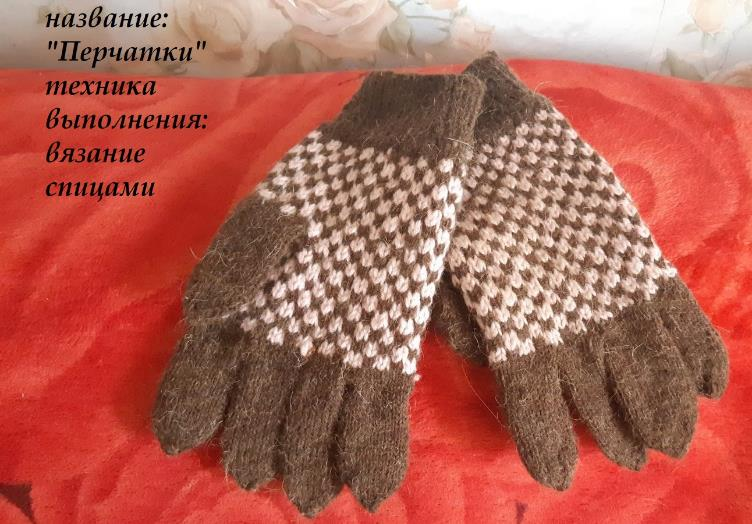 название:
"Перчатки"
техника
выполнения:
вязание
спицами